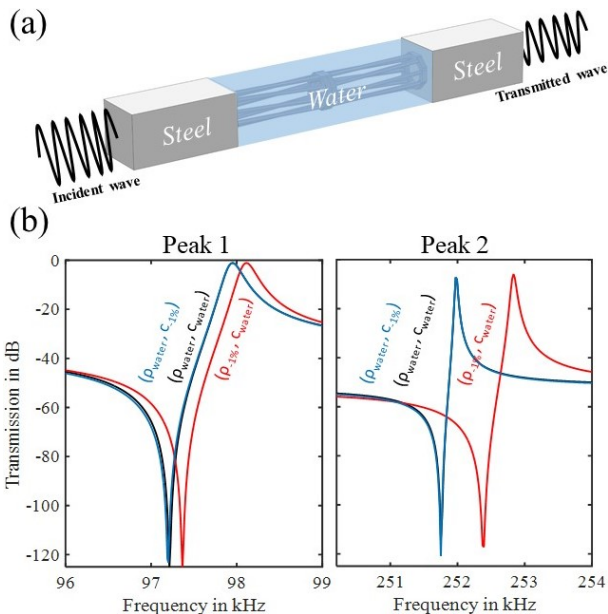 (a)
Steel
Water
Steel
Incident wave
Transmitted wave
(b)
Peak 1
Peak 2
Transmission in dB
0
-20
-40
-60
-80
-100
-120
(ρwater, c-1%)
(ρwater, cwater)
(ρ-1%, cwater)
(ρwater, c-1%)
(ρwater, cwater)
(ρ-1%, cwater)
96 97 98 99
251 252 253 254
Frequency in kHz
Frequency in kHz